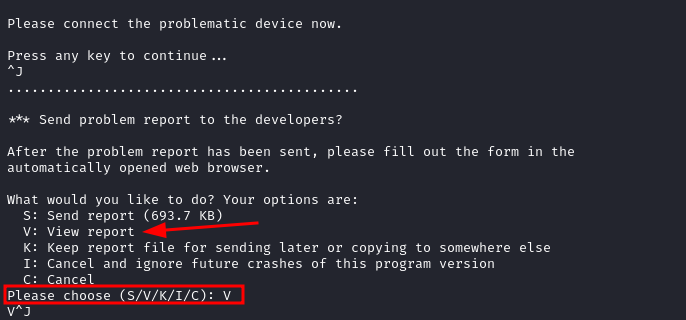 Please connect the problematic device now.
Press any key to continue...
^J
............................................
*** Send problem report to the developers?
After the problem report has been sent, please fill out the form in the
automatically opened web browser.
What would you like to do? Your options are:
S: Send report (693.7 KB)
V: View report
K: Keep report file for sending later or copying to somewhere else
I: Cancel and ignore future crashes of this program version
C: Cancel
Please choose (S/V/K/I/C): V
V^J